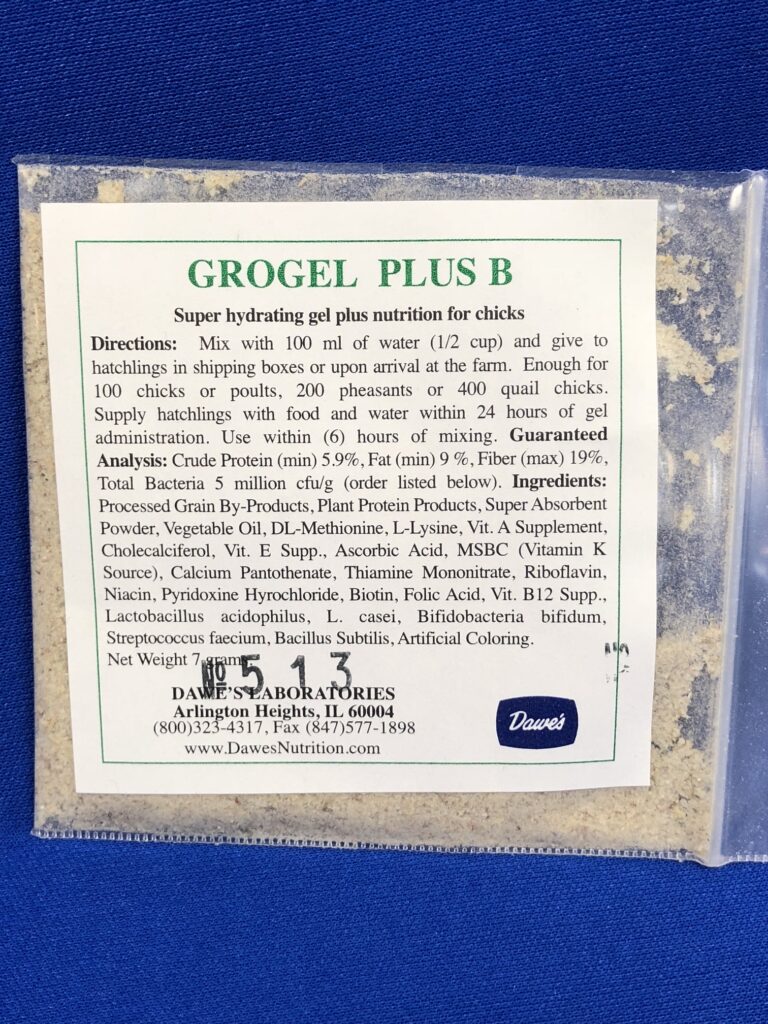 GROGEL PLUS B
Super hydrating gel plus nutrition for chicks
Directions: Mix with 100 ml of water (1/2 cup) and give to
hatchlings in shipping boxes or upon arrival at the farm. Enough for
100 chicks or poults, 200 pheasants or 400 quail chicks.
Supply hatchlings with food and water within 24 hours of gel
administration. Use within (6) hours of mixing. Guaranteed
Analysis: Crude Protein (min) 5.9%, Fat (min) 9 %, Fiber (max) 19%,
Total Bacteria 5 million cfu/g (order listed below). Ingredients:
Processed Grain By-Products, Plant Protein Products, Super Absorbent
Powder, Vegetable Oil, DL-Methionine, L-Lysine, Vit. A Supplement,
Cholecalciferol, Vit. E Supp., Ascorbic Acid, MSBC (Vitamin K
Source), Calcium Pantothenate, Thiamine Mononitrate, Riboflavin,
Niacin, Pyridoxine Hyrochloride, Biotin, Folic Acid, Vit. B12 Supp.,
Lactobacillus acidophilus, L. casei, Bifidobacteria bifidum,
Streptococcus faecium, Bacillus Subtilis, Artificial Coloring.
Net Weight 7 grams
No 513
DAWE'S LABORATORIES
Arlington Heights, IL 60004
(800)323-4317, Fax (847)577-1898
www.DawesNutrition.com
Dawe's